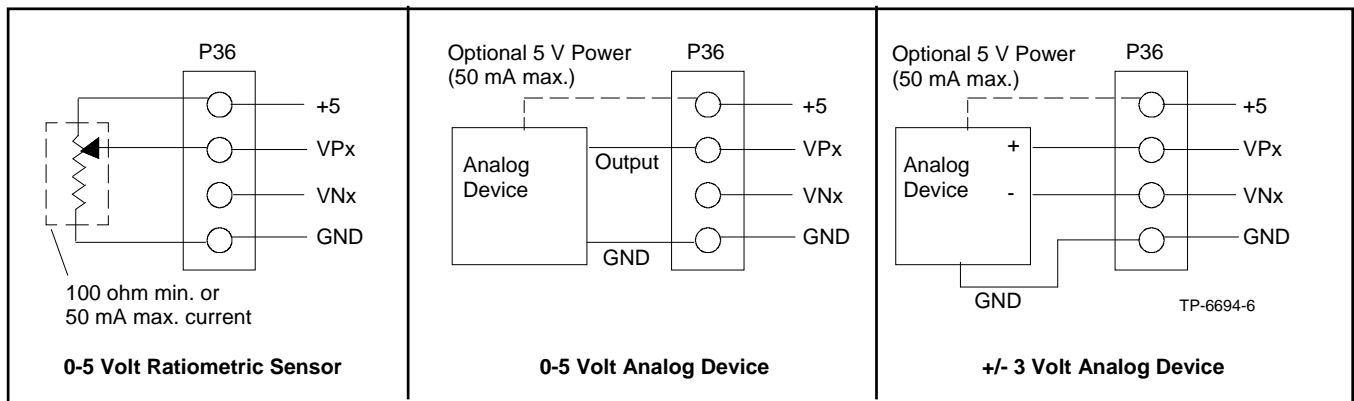 P36
+5
VPx
VNx
GND
100 ohm min. or
50 mA max. current
0-5 Volt Ratiometric Sensor
Optional 5 V Power
(50 mA max.)
P36
Analog
Device
Output
GND
+5
VPx
VNx
GND
0-5 Volt Analog Device
Optional 5 V Power
(50 mA max.)
P36
Analog
Device
+
-
GND
+5
VPx
VNx
GND
TP-6694-6
+/- 3 Volt Analog Device